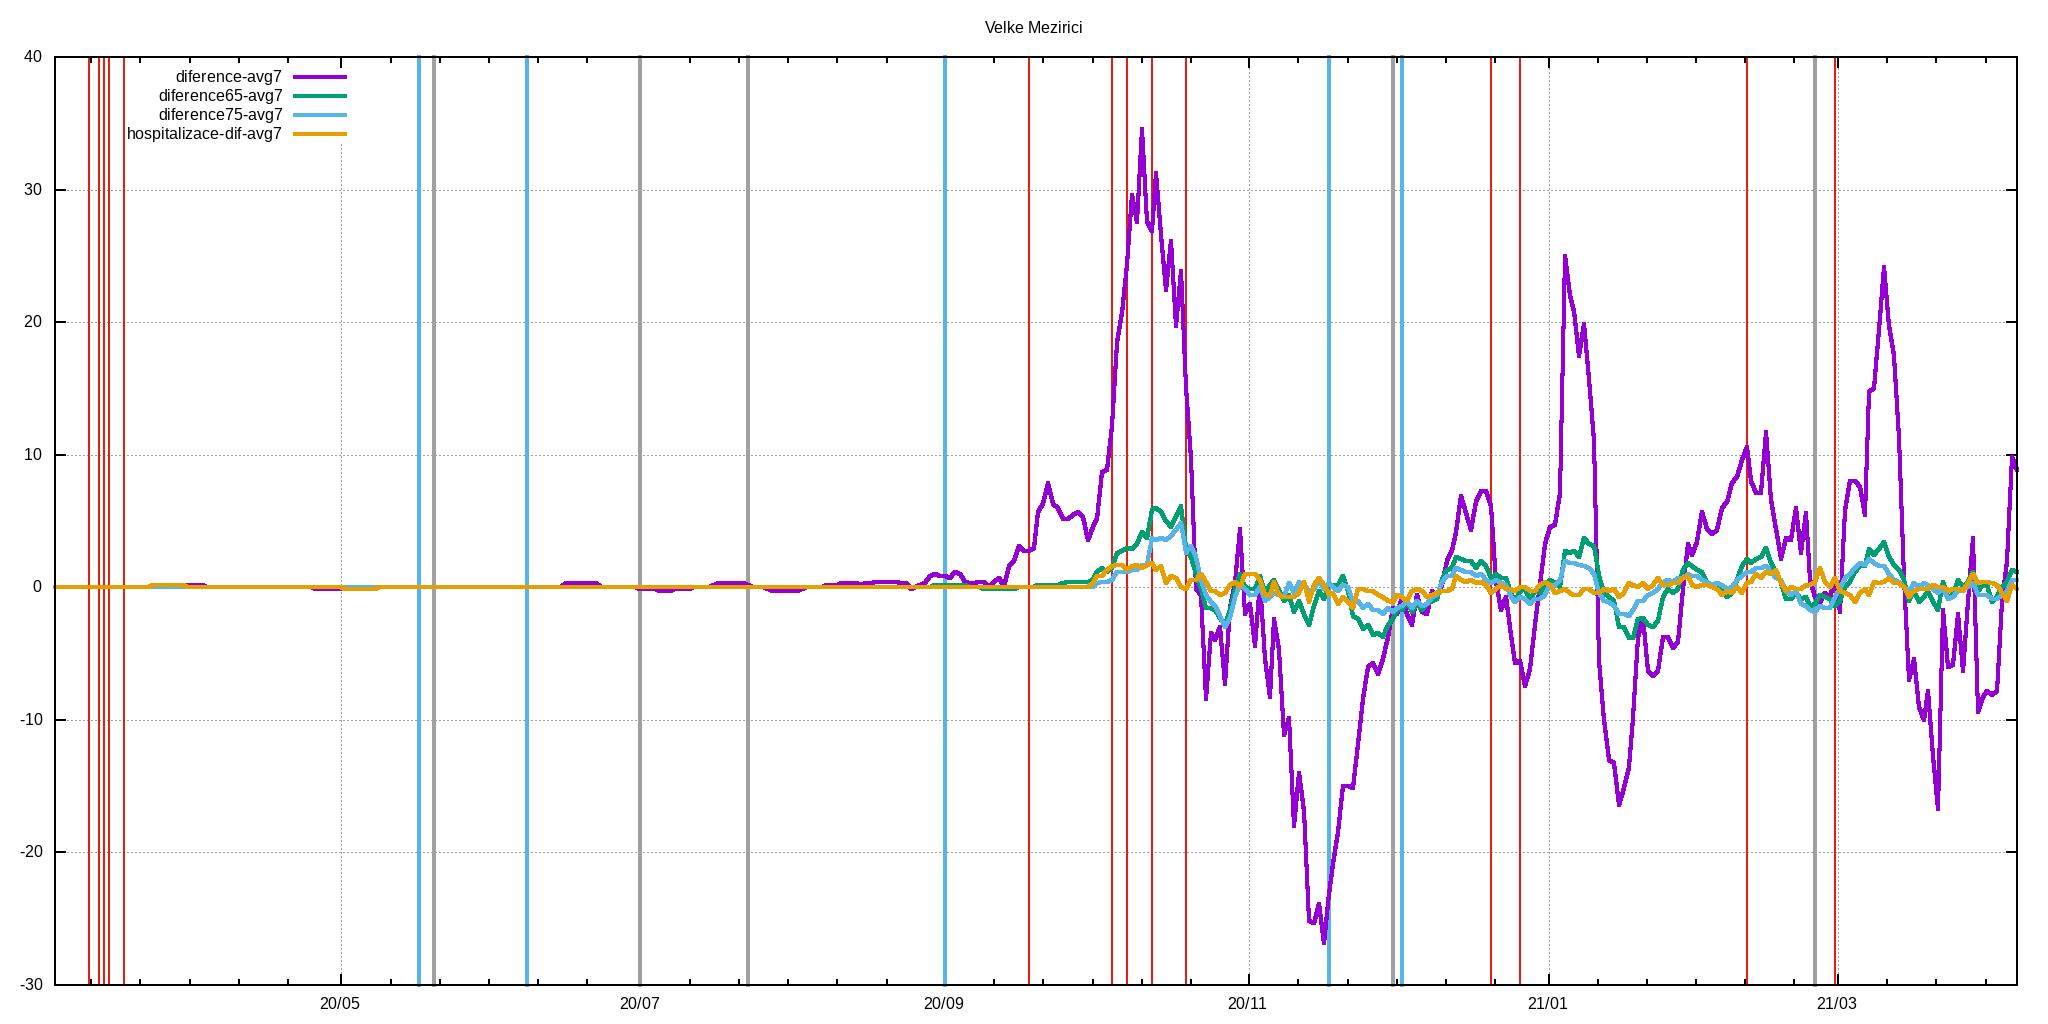 Velke Mezirici
40
diference-avg7
diference65-avg7
diference75-avg7
hospitalizace-dif-avg7
30
20
10
0
-10
-20
-30
20/05 20/07 20/09 20/11 21/01 21/03